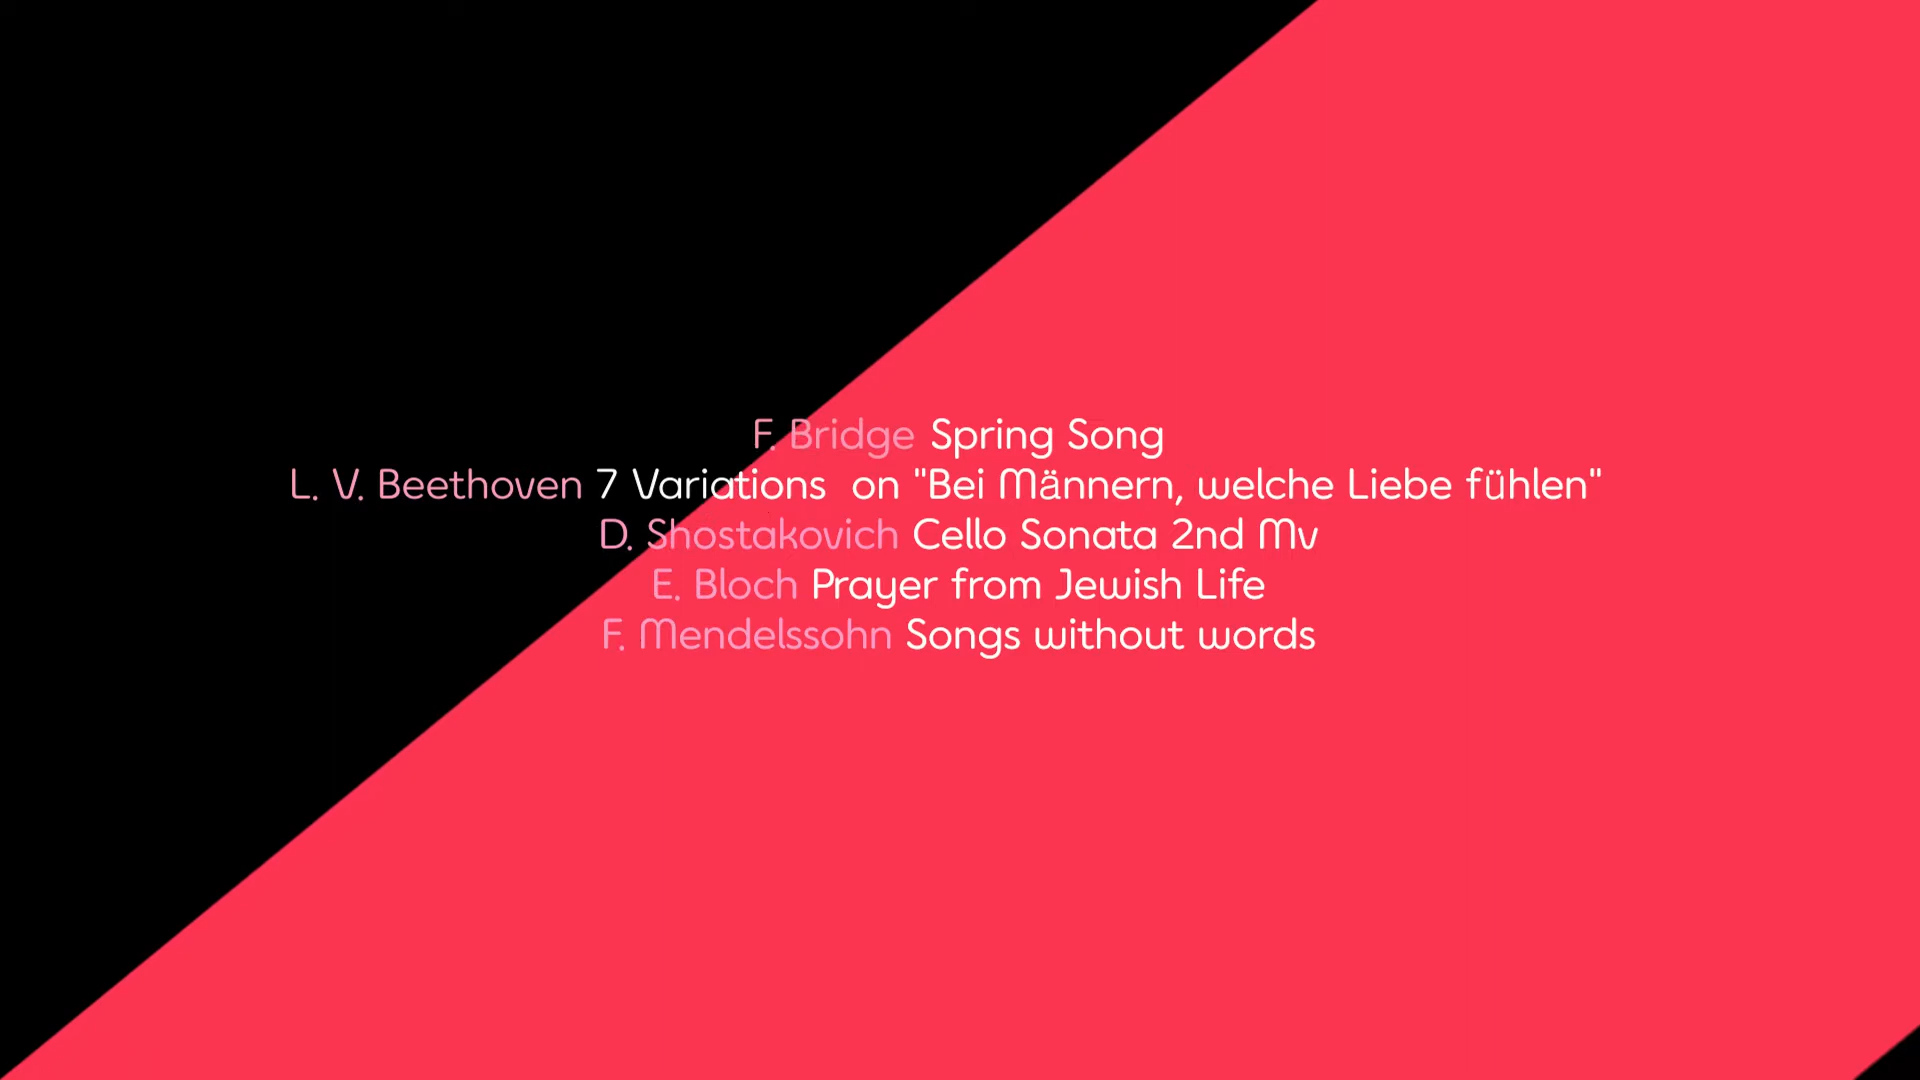 F. Bridge Spring Song
L. V. Beethoven 7 Variations  on "Bei Männern, welche Liebe fühlen"
D. Shostakovich Cello Sonata 2nd Mv
E. Bloch Prayer from Jewish Life
F. Mendelssohn Songs without words